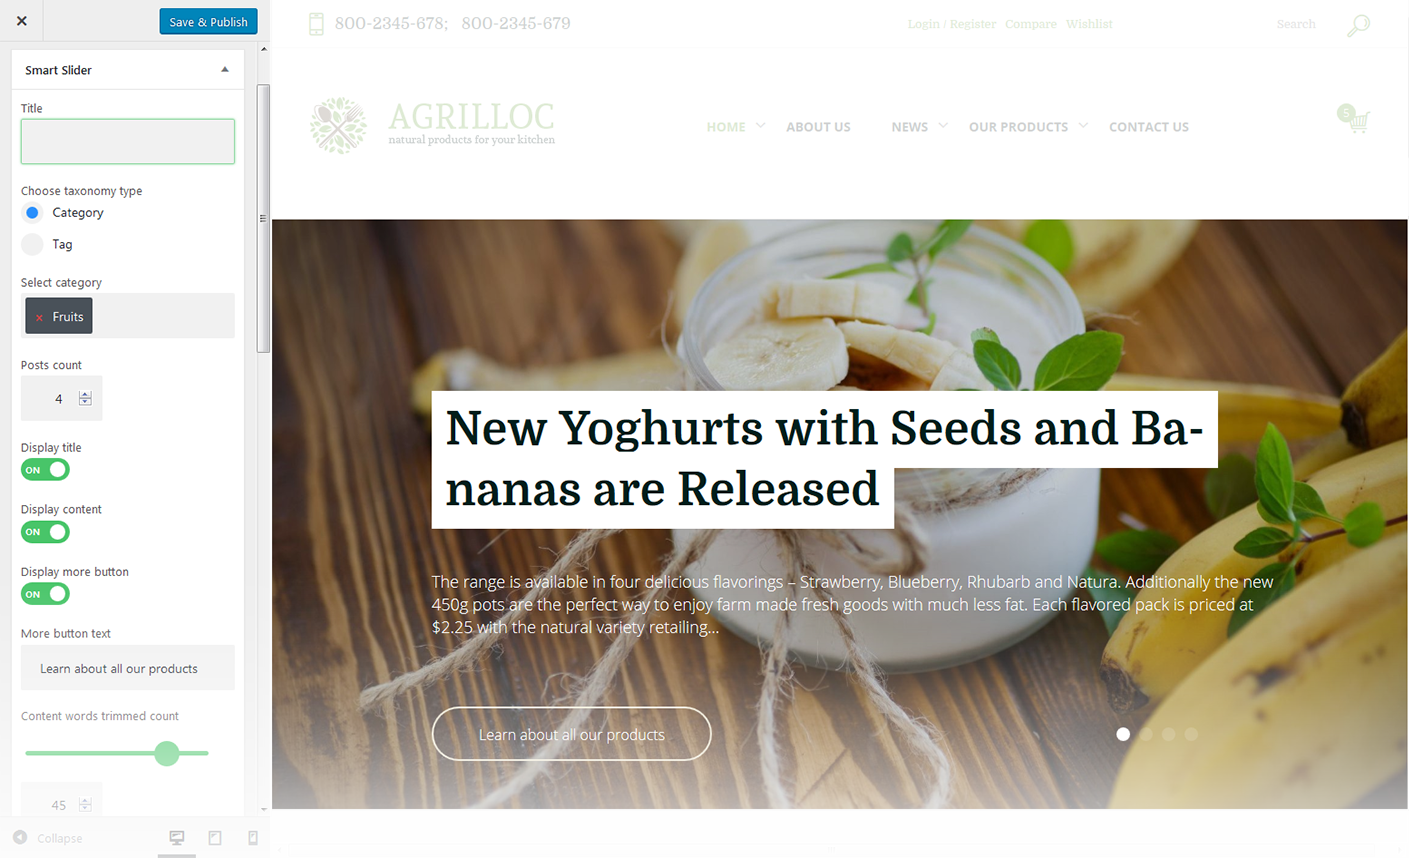 Save & Publish
Smart Slider
Title
Choose taxonomy type
Category
Tag
Select category
× Fruits
Posts count
4
Display title
ON
Display content
ON
Display more button
ON
More button text
Learn about all our products
Content words trimmed count
45
Collapse
800-2345-678; 800-2345-679
Login / Register Compare Wishlist
Search
AGRILLOC
natural products for your kitchen
HOME ABOUT US NEWS OUR PRODUCTS CONTACT US
5
New Yoghurts with Seeds and Ba-
nanas are Released
The range is available in four delicious flavorings – Strawberry, Blueberry, Rhubarb and Natura. Additionally the new
450g pots are the perfect way to enjoy farm made fresh goods with much less fat. Each flavored pack is priced at
$2.25 with the natural variety retailing...
Learn about all our products